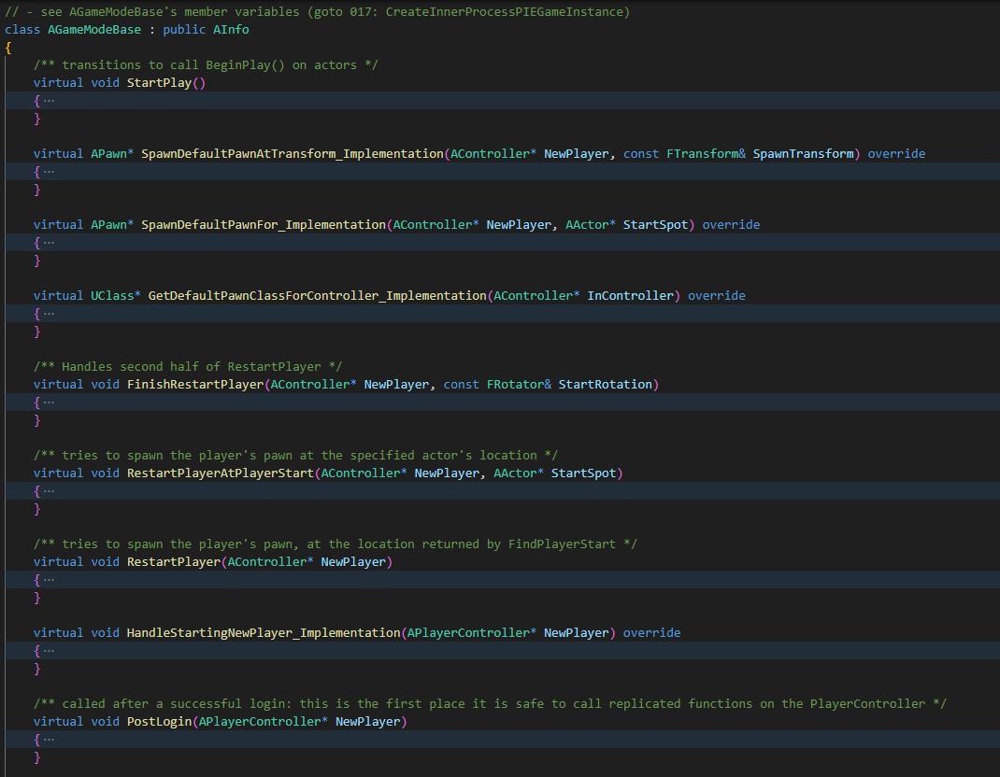 // - see AGameModeBase's member variables (goto 017: CreateInnerProcessPIEGameInstance)
class AGameModeBase : public AInfo
{
    /** transitions to call BeginPlay() on actors */
    virtual void StartPlay()
    { ···
    }

    virtual APawn* SpawnDefaultPawnAtTransform_Implementation(AController* NewPlayer, const FTransform& SpawnTransform) override
    { ···
    }

    virtual APawn* SpawnDefaultPawnFor_Implementation(AController* NewPlayer, AActor* StartSpot) override
    { ···
    }

    virtual UClass* GetDefaultPawnClassForController_Implementation(AController* InController) override
    { ···
    }

    /** Handles second half of RestartPlayer */
    virtual void FinishRestartPlayer(AController* NewPlayer, const FRotator& StartRotation)
    { ···
    }

    /** tries to spawn the player's pawn at the specified actor's location */
    virtual void RestartPlayerAtPlayerStart(AController* NewPlayer, AActor* StartSpot)
    { ···
    }

    /** tries to spawn the player's pawn, at the location returned by FindPlayerStart */
    virtual void RestartPlayer(AController* NewPlayer)
    { ···
    }

    virtual void HandleStartingNewPlayer_Implementation(APlayerController* NewPlayer) override
    { ···
    }

    /** called after a successful login: this is the first place it is safe to call replicated functions on the PlayerController */
    virtual void PostLogin(APlayerController* NewPlayer)
    { ···
    }